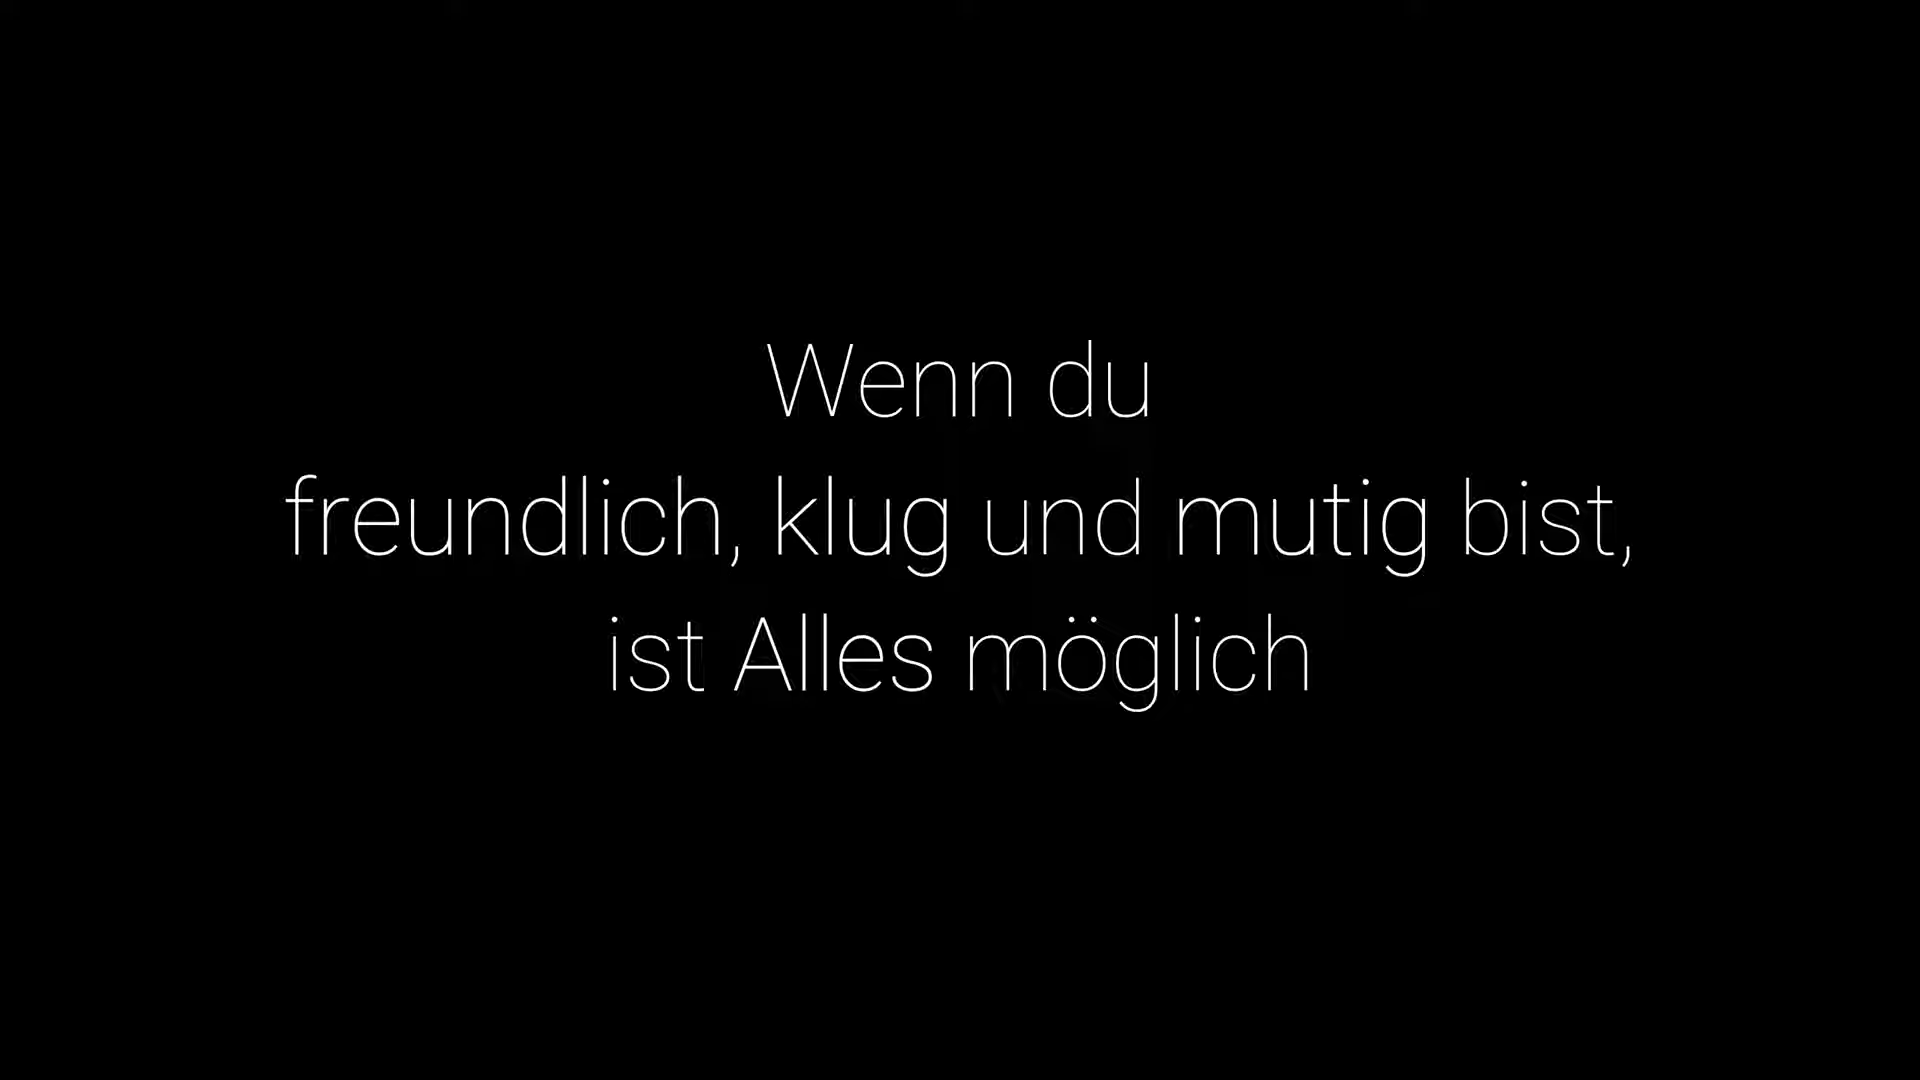 Wenn du
freundlich, klug und mutig bist,
ist Alles möglich